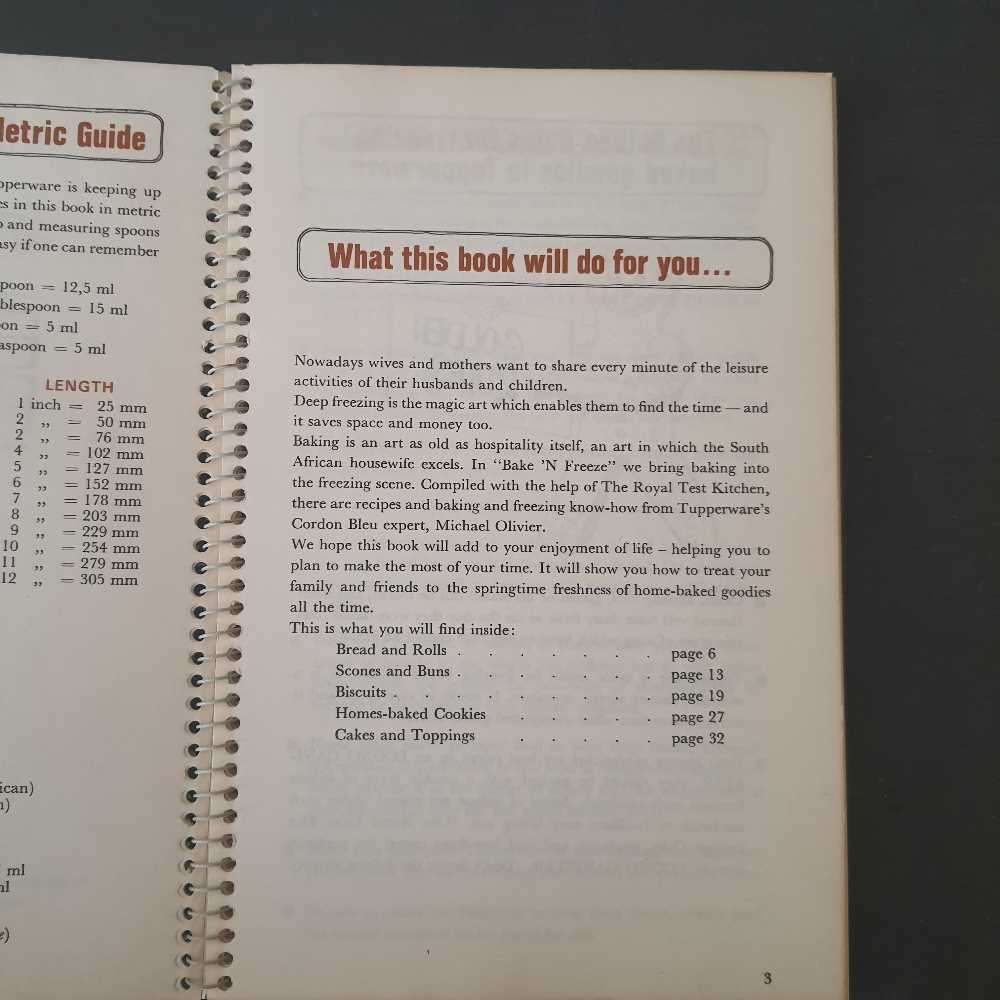 Metric Guide
pperware is keeping up
es in this book in metric
and measuring spoons
asy if one can remember
spoon = 12,5 ml
blespoon = 15 ml
on = 5 ml
aspoon = 5 ml
LENGTH
1 inch = 25 mm
2 ,, = 50 mm
2 ,, = 76 mm
4 ,, = 102 mm
5 ,, = 127 mm
6 ,, = 152 mm
7 ,, = 178 mm
8 ,, = 203 mm
9 ,, = 229 mm
10 ,, = 254 mm
11 ,, = 279 mm
12 ,, = 305 mm
ican)
n)
ml
ml
e)
What this book will do for you...
Nowadays wives and mothers want to share every minute of the leisure
activities of their husbands and children.
Deep freezing is the magic art which enables them to find the time — and
it saves space and money too.
Baking is an art as old as hospitality itself, an art in which the South
African housewife excels. In “Bake ’N Freeze” we bring baking into
the freezing scene. Compiled with the help of The Royal Test Kitchen,
there are recipes and baking and freezing know-how from Tupperware’s
Cordon Bleu expert, Michael Olivier.
We hope this book will add to your enjoyment of life – helping you to
plan to make the most of your time. It will show you how to treat your
family and friends to the springtime freshness of home-baked goodies
all the time.
This is what you will find inside:
Bread and Rolls . . . . . . . page 6
Scones and Buns . . . . . . . page 13
Biscuits . . . . . . . . . page 19
Homes-baked Cookies . . . . . page 27
Cakes and Toppings . . . . . page 32
3